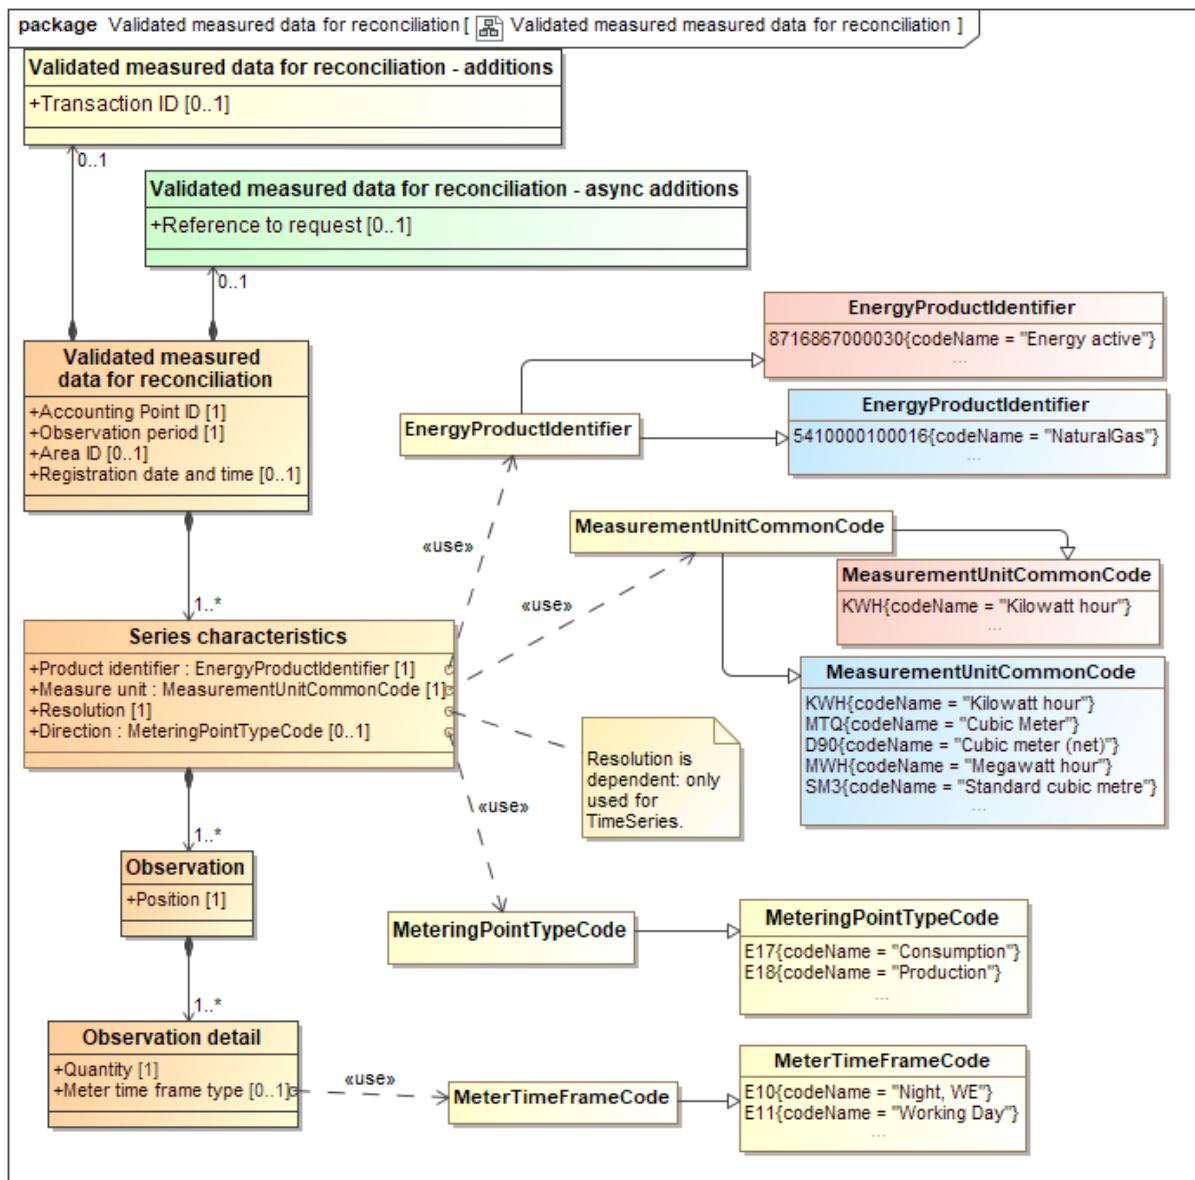 package Validated measured data for reconciliation [ Validated measured measured data for reconciliation ]
Validated measured data for reconciliation - additions
+Transaction ID [0..1]
0..1
Validated measured data for reconciliation - async additions
+Reference to request [0..1]
0..1
Validated measured
data for reconciliation
+Accounting Point ID [1]
+Observation period [1]
+Area ID [0..1]
+Registration date and time [0..1]
EnergyProductIdentifier
8716867000030{codeName = "Energy active"}
...
EnergyProductIdentifier
EnergyProductIdentifier
5410000100016{codeName = "NaturalGas"}
...
«use»
MeasurementUnitCommonCode
«use»
MeasurementUnitCommonCode
KWH{codeName = "Kilowatt hour"}
...
1..*
Series characteristics
+Product identifier : EnergyProductIdentifier [1]
+Measure unit : MeasurementUnitCommonCode [1]
+Resolution [1]
+Direction : MeteringPointTypeCode [0..1]
MeasurementUnitCommonCode
KWH{codeName = "Kilowatt hour"}
MTQ{codeName = "Cubic Meter"}
D90{codeName = "Cubic meter (net)"}
MWH{codeName = "Megawatt hour"}
SM3{codeName = "Standard cubic metre"}
...
Resolution is
dependent: only
used for
TimeSeries.
«use»
1..*
Observation
+Position [1]
MeteringPointTypeCode
MeteringPointTypeCode
E17{codeName = "Consumption"}
E18{codeName = "Production"}
...
1..*
Observation detail
+Quantity [1]
+Meter time frame type [0..1]
«use»
MeterTimeFrameCode
MeterTimeFrameCode
E10{codeName = "Night, WE"}
E11{codeName = "Working Day"}
...